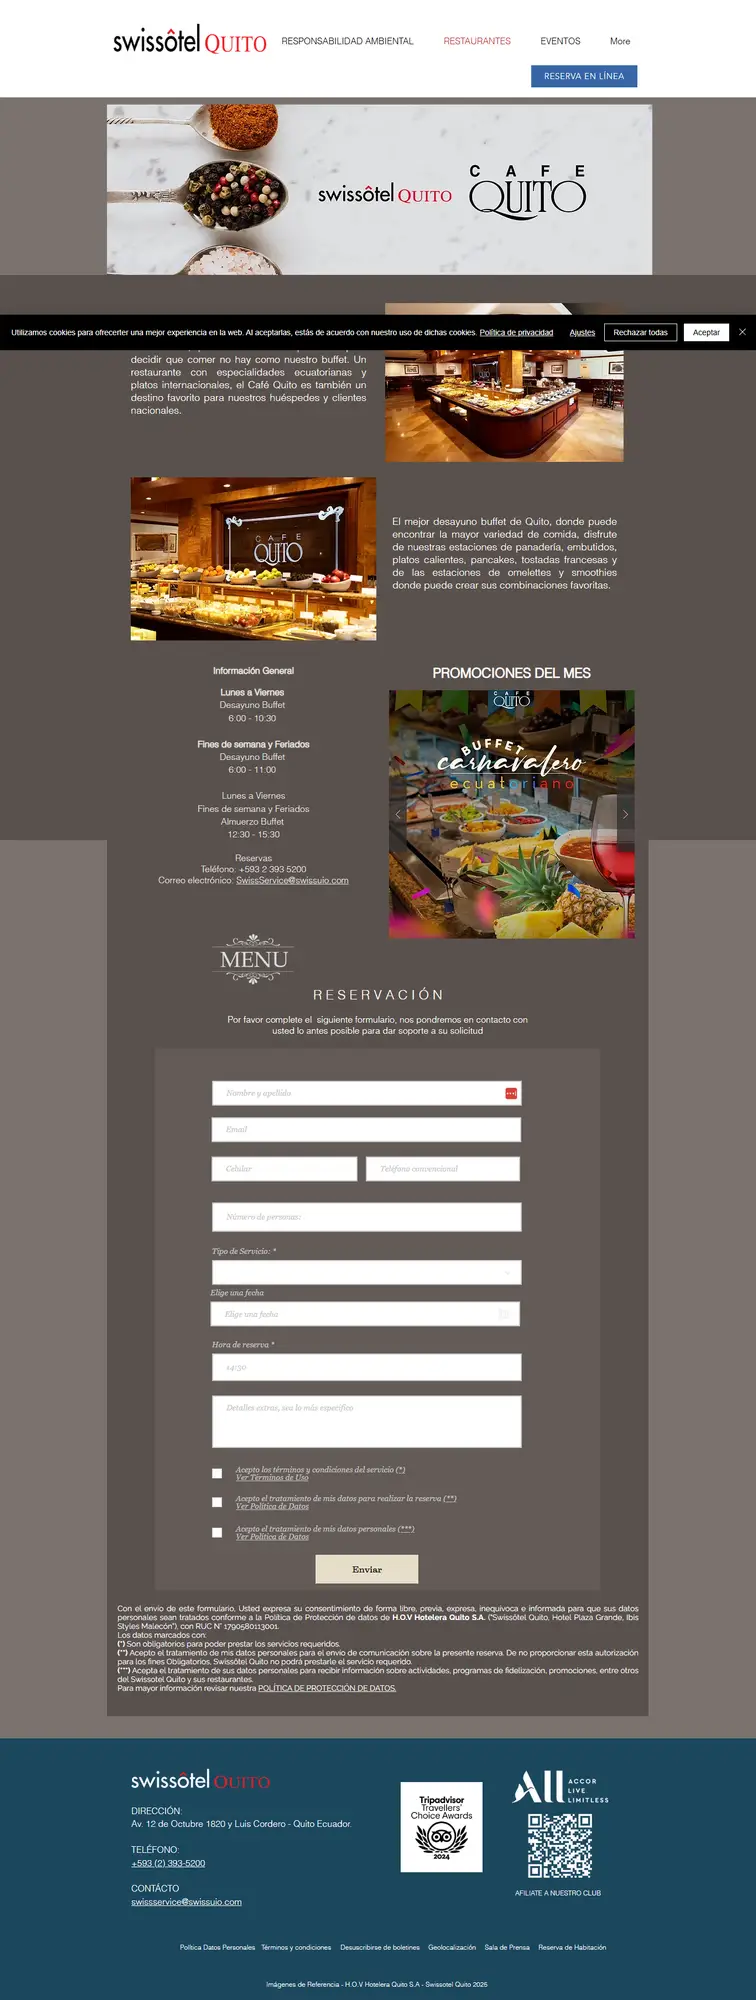 swissôtel QUITO
RESPONSABILIDAD AMBIENTAL
RESTAURANTES
EVENTOS
More
RESERVA EN LÍNEA
swissôtel QUITO
CAFE
QUITO
Utilizamos cookies para ofrecerler una mejor experiencia en la web. Al aceptarlas, estás de acuerdo con nuestro uso de dichas cookies. Política de privacidad
Ajustes
Rechazar todas
Aceptar
decidir que comer no hay como nuestro buffet. Un
restaurante con especialidades ecuatorianas y
platos internacionales, el Café Quito es también un
destino favorito para nuestros huéspedes y clientes
nacionales.
CAFE
QUITO
El mejor desayuno buffet de Quito, donde puede
encontrar la mayor variedad de comida, disfrute
de nuestras estaciones de panadería, embutidos,
platos calientes, pancakes, tostadas francesas y
de las estaciones de omelettes y smoothies
donde puede crear sus combinaciones favoritas.
Información General
Lunes a Viernes
Desayuno Buffet
6:00 - 10:30
Fines de semana y Feriados
Desayuno Buffet
6:00 - 11:00
Lunes a Viernes
Fines de semana y Feriados
Almuerzo Buffet
12:30 - 15:30
Reservas
Teléfono: +593 2 393 5200
Correo electrónico: SwissService@swissuio.com
PROMOCIONES DEL MES
CAFE
QUITO
BUFFET
carnavalero
ecuatoriano
MENU
RESERVACIÓN
Por favor complete el siguiente formulario, nos pondremos en contacto con
usted lo antes posible para dar soporte a su solicitud
Nombre y apellido
Email
Celular
Teléfono convencional
Número de personas:
Tipo de Servicio: *
Elige una fecha
Elige una fecha
Hora de reserva *
14:30
Detalles extras, sea lo más específico
Acepto los términos y condiciones del servicio (*)
Ver Términos de Uso
Acepto el tratamiento de mis datos para realizar la reserva (**)
Ver Política de Datos
Acepto el tratamiento de mis datos personales (***)
Ver Política de Datos
Enviar
Con el envío de este formulario, Usted expresa su consentimiento de forma libre, previa, expresa, inequívoca e informada para que sus datos
personales sean tratados conforme a la Política de Protección de datos de H.O.V Hotelera Quito S.A. ("Swissôtel Quito, Hotel Plaza Grande, Ibis
Styles Malecón"), con RUC N° 1790580113001.
Los datos marcados con:
(*) Son obligatorios para poder prestar los servicios requeridos.
(**) Acepto el tratamiento de mis datos personales para el envío de comunicación sobre la presente reserva. De no proporcionar esta autorización
para los fines Obligatorios, Swissôtel Quito no podrá prestarle el servicio requerido.
(***) Acepta el tratamiento de sus datos personales para recibir información sobre actividades, programas de fidelización, promociones, entre otros
del Swissotel Quito y sus restaurantes.
Para mayor información revisar nuestra POLÍTICA DE PROTECCIÓN DE DATOS.
swissôtel QUITO
DIRECCIÓN:
Av. 12 de Octubre 1820 y Luis Cordero - Quito Ecuador.
TELÉFONO:
+593 (2) 393-5200
CONTÁCTO
swissservice@swissuio.com
Tripadvisor
Travellers'
Choice Awards
2024
ALL ACCOR
LIVE
LIMITLESS
AFILIATE A NUESTRO CLUB
Política Datos Personales
Términos y condiciones
Desuscribirse de boletines
Geolocalización
Sala de Prensa
Reserva de Habitación
Imágenes de Referencia - H.O.V Hotelera Quito S.A - Swissotel Quito 2025